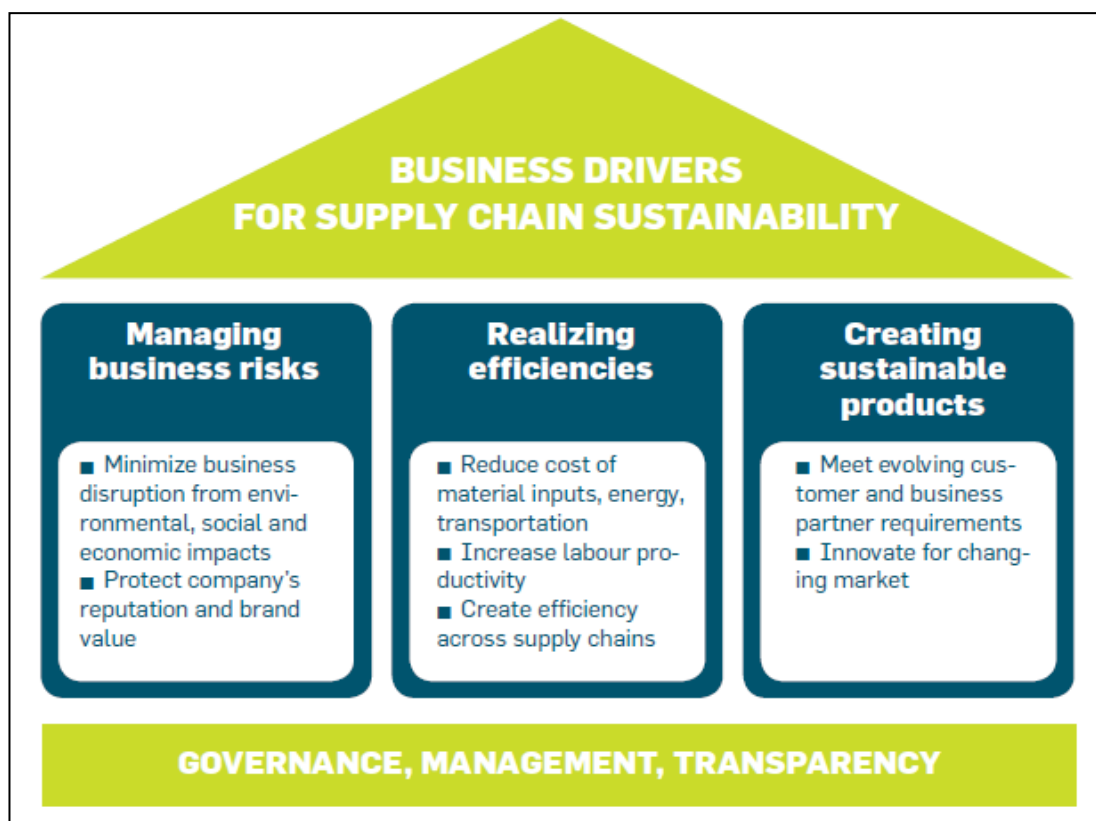 BUSINESS DRIVERS
FOR SUPPLY CHAIN SUSTAINABILITY
Managing
business risks
■ Minimize business
disruption from envi-
ronmental, social and
economic impacts
■ Protect company's
reputation and brand
value
Realizing
efficiencies
■ Reduce cost of
material inputs, energy,
transportation
■ Increase labour pro-
ductivity
■ Create efficiency
across supply chains
Creating
sustainable
products
■ Meet evolving cus-
tomer and business
partner requirements
■ Innovate for chang-
ing market
GOVERNANCE, MANAGEMENT, TRANSPARENCY